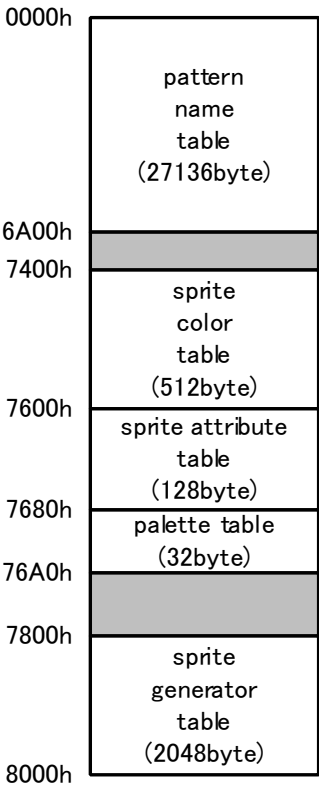 0000h
pattern
name
table
(27136byte)
6A00h
7400h
sprite
color
table
(512byte)
7600h
sprite attribute
table
(128byte)
7680h
palette table
(32byte)
76A0h
7800h
sprite
generator
table
(2048byte)
8000h